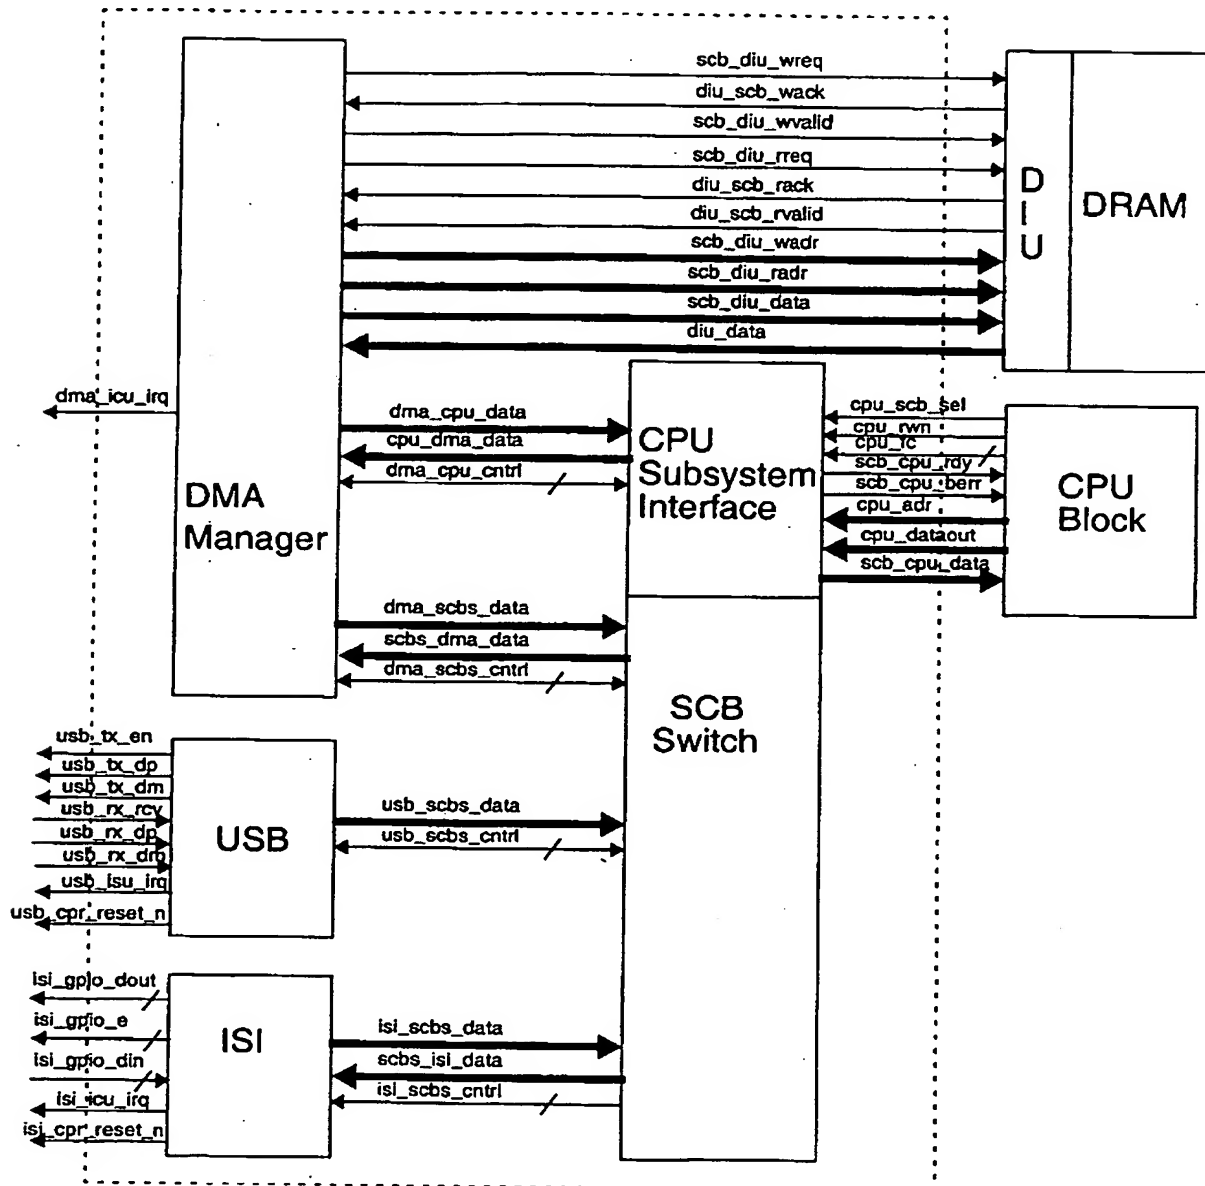 scb_diu_wreq
diu_scb_wack
scb_diu_wvalid
scb_diu_rreq
diu_scb_rack
diu_scb_rvalid
scb_diu_wadr
scb_diu_radr
scb_diu_data
diu_data
D
I
U
DRAM
dma_icu_irq
DMA
Manager
dma_cpu_data
cpu_dma_data
dma_cpu_cntrl
CPU
Subsystem
Interface
cpu_scb_sel
cpu_rwn
cpu_fc
scb_cpu_rdy
scb_cpu_berr
cpu_adr
cpu_dataout
scb_cpu_data
CPU
Block
dma_scbs_data
scbs_dma_data
dma_scbs_cntrl
SCB
Switch
usb_tx_en
usb_tx_dp
usb_tx_dm
usb_rx_rcv
usb_rx_dp
usb_rx_dm
usb_isu_irq
usb_cpr_reset_n
USB
usb_scbs_data
usb_scbs_cntrl
isi_gpio_dout
isi_gpio_e
isi_gpio_din
isi_icu_irq
isi_cpr_reset_n
ISI
isi_scbs_data
scbs_isi_data
isi_scbs_cntrl